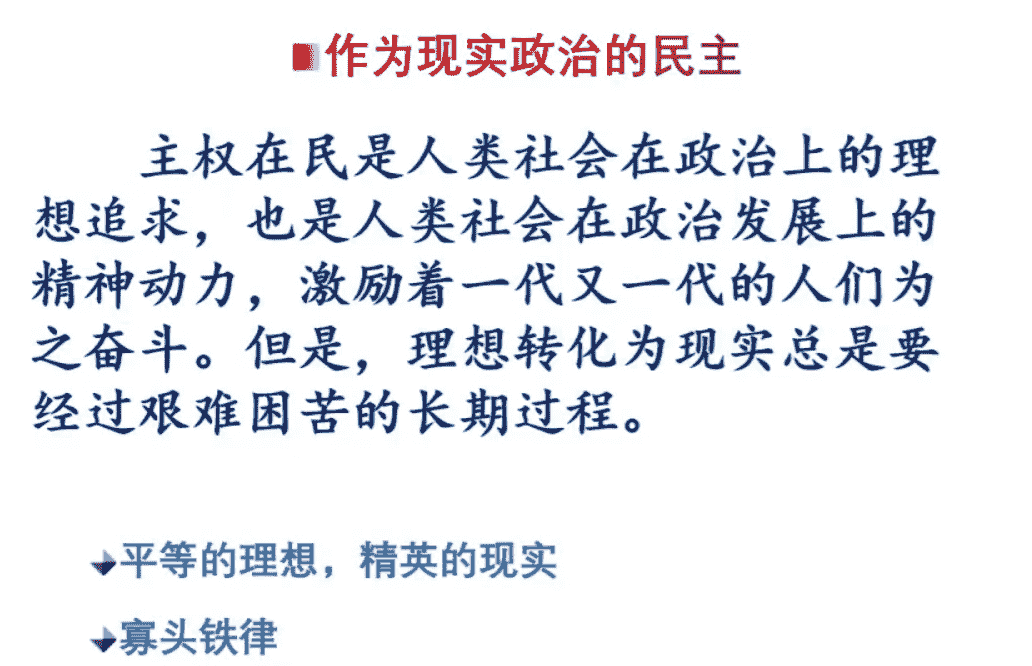 作为现实政治的民主
主权在民是人类社会在政治上的理
想追求，也是人类社会在政治发展上的
精神动力，激励着一代又一代的人们为
之奋斗。但是，理想转化为现实总是要
经过艰难困苦的长期过程。
平等的理想，精英的现实
寡头铁律